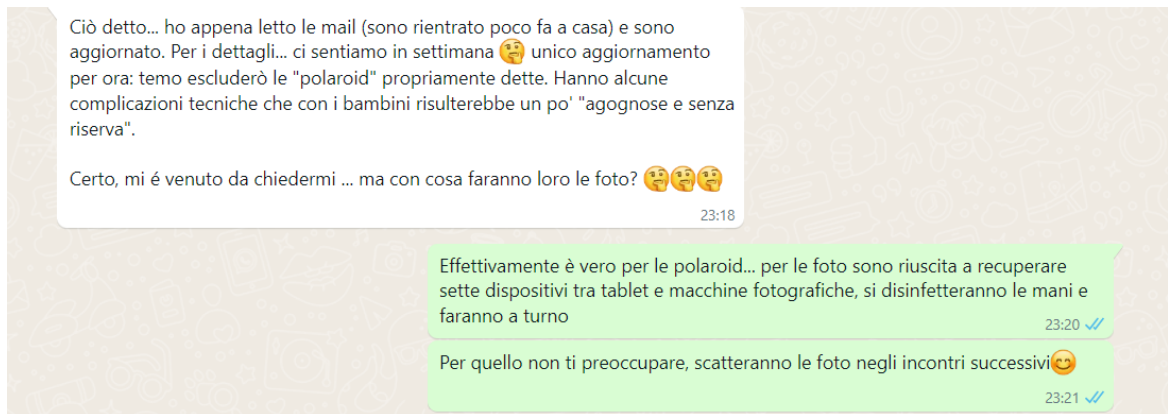 Ciò detto... ho appena letto le mail (sono rientrato poco fa a casa) e sono
aggiornato. Per i dettagli... ci sentiamo in settimana 🤔 unico aggiornamento
per ora: temo escluderò le "polaroid" propriamente dette. Hanno alcune
complicazioni tecniche che con i bambini risulterebbe un po' "agognose e senza
riserva".
Certo, mi é venuto da chiedermi ... ma con cosa faranno loro le foto? 🤔🤔🤔
23:18
Effettivamente è vero per le polaroid... per le foto sono riuscita a recuperare
sette dispositivi tra tablet e macchine fotografiche, si disinfetteranno le mani e
faranno a turno
23:20
Per quello non ti preoccupare, scatteranno le foto negli incontri successivi😊
23:21